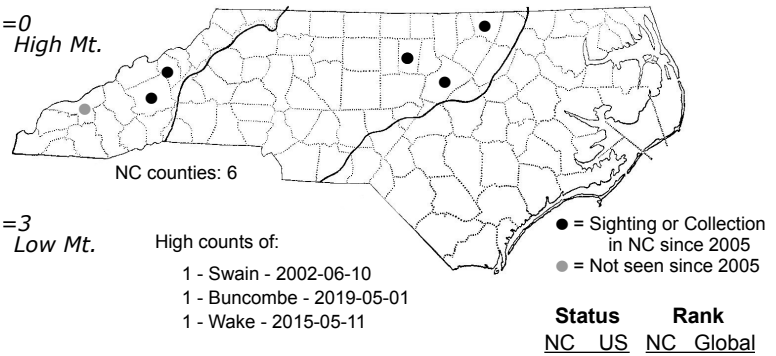 =0
High Mt.
NC counties: 6
=3
Low Mt.
High counts of:
1 - Swain - 2002-06-10
1 - Buncombe - 2019-05-01
1 - Wake - 2015-05-11
● = Sighting or Collection
in NC since 2005
● = Not seen since 2005
Status Rank
NC US NC Global